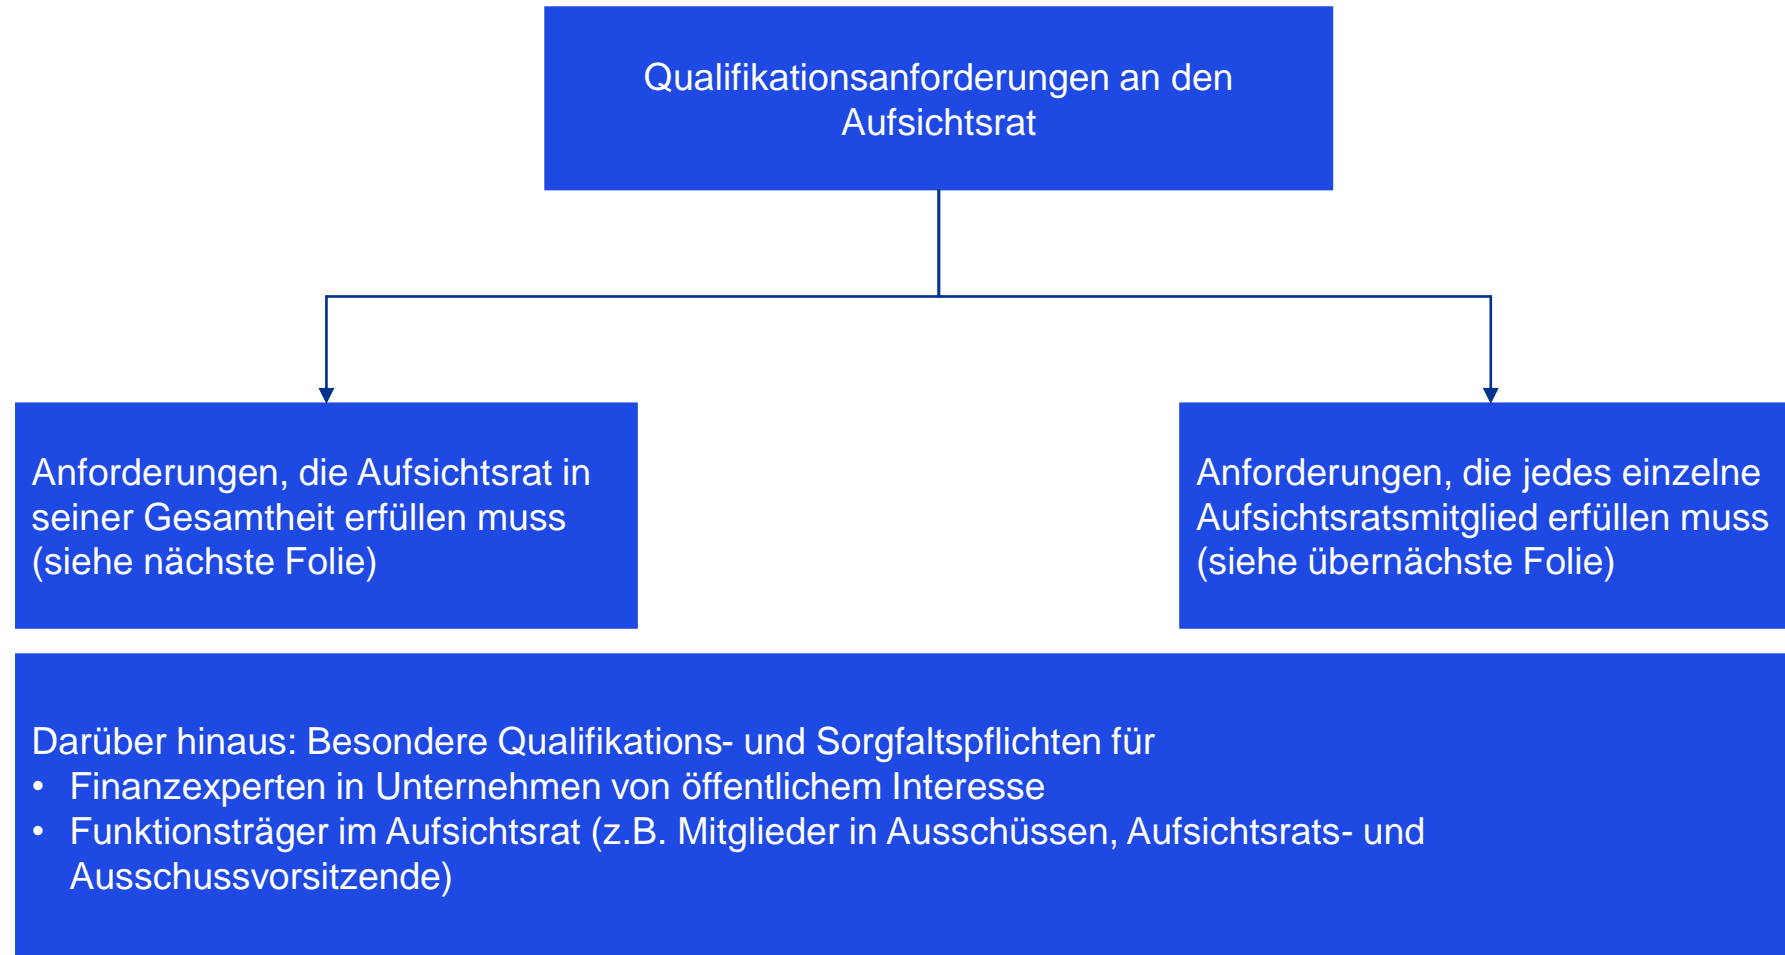 Qualifikationsanforderungen an den
Aufsichtsrat
Anforderungen, die Aufsichtsrat in
seiner Gesamtheit erfüllen muss
(siehe nächste Folie)
Anforderungen, die jedes einzelne
Aufsichtsratsmitglied erfüllen muss
(siehe übernächste Folie)
Darüber hinaus: Besondere Qualifikations- und Sorgfaltspflichten für
• Finanzexperten in Unternehmen von öffentlichem Interesse
• Funktionsträger im Aufsichtsrat (z.B. Mitglieder in Ausschüssen, Aufsichtsrats- und
Ausschussvorsitzende)